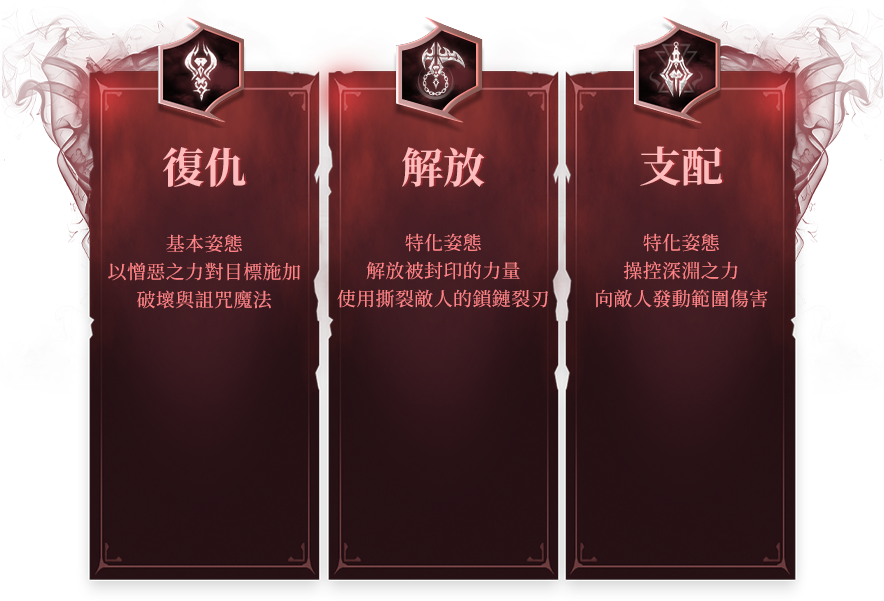 復仇
基本姿態
以憎惡之力對目標施加
破壞與詛咒魔法
解放
特化姿態
解放被封印的力量
使用撕裂敵人的鎖鏈裂刃
支配
特化姿態
操控深淵之力
向敵人發動範圍傷害